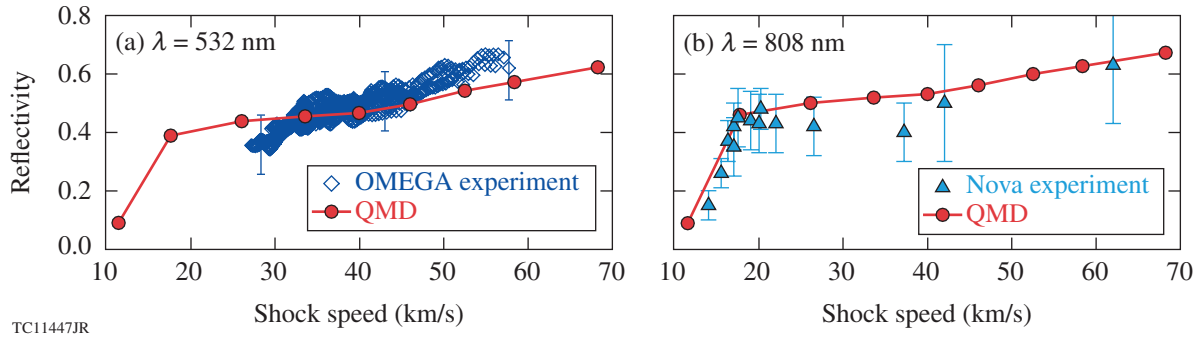 (a) λ = 532 nm
0.8
0.6
0.4
0.2
0.0
Reflectivity
OMEGA experiment
QMD
10 20 30 40 50 60 70
Shock speed (km/s)
(b) λ = 808 nm
Nova experiment
QMD
10 20 30 40 50 60 70
Shock speed (km/s)
TC11447JR